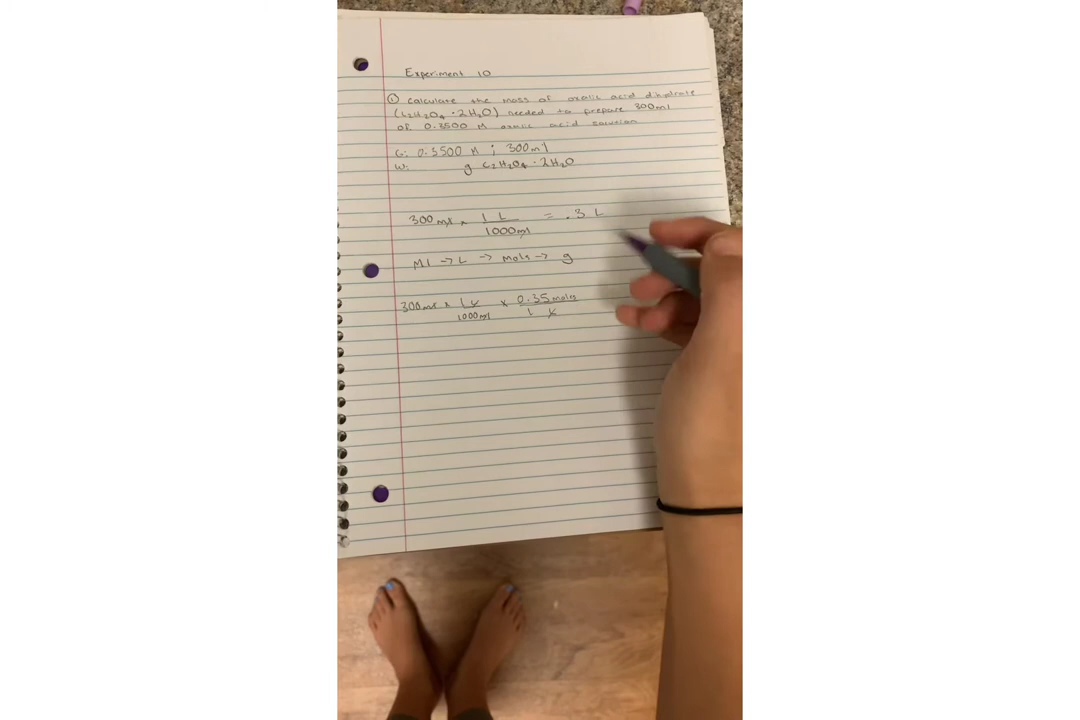 Experiment 10
① Calculate the mass of oxalic acid dihydrate
(C2H2O4 · 2H2O) needed to prepare 300ml
of 0.3500 M oxalic acid solution
G: 0.3500 M ; 300ml
W: g C2H2O4 · 2H2O
300ml x 1 L / 1000ml = .3 L
Ml → L → mols → g
300ml x 1 L / 1000ml x 0.35 moles / 1 L